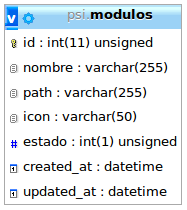 v psi.modulos
id : int(11) unsigned
nombre : varchar(255)
path : varchar(255)
icon : varchar(50)
# estado : int(1) unsigned
created_at : datetime
updated_at : datetime